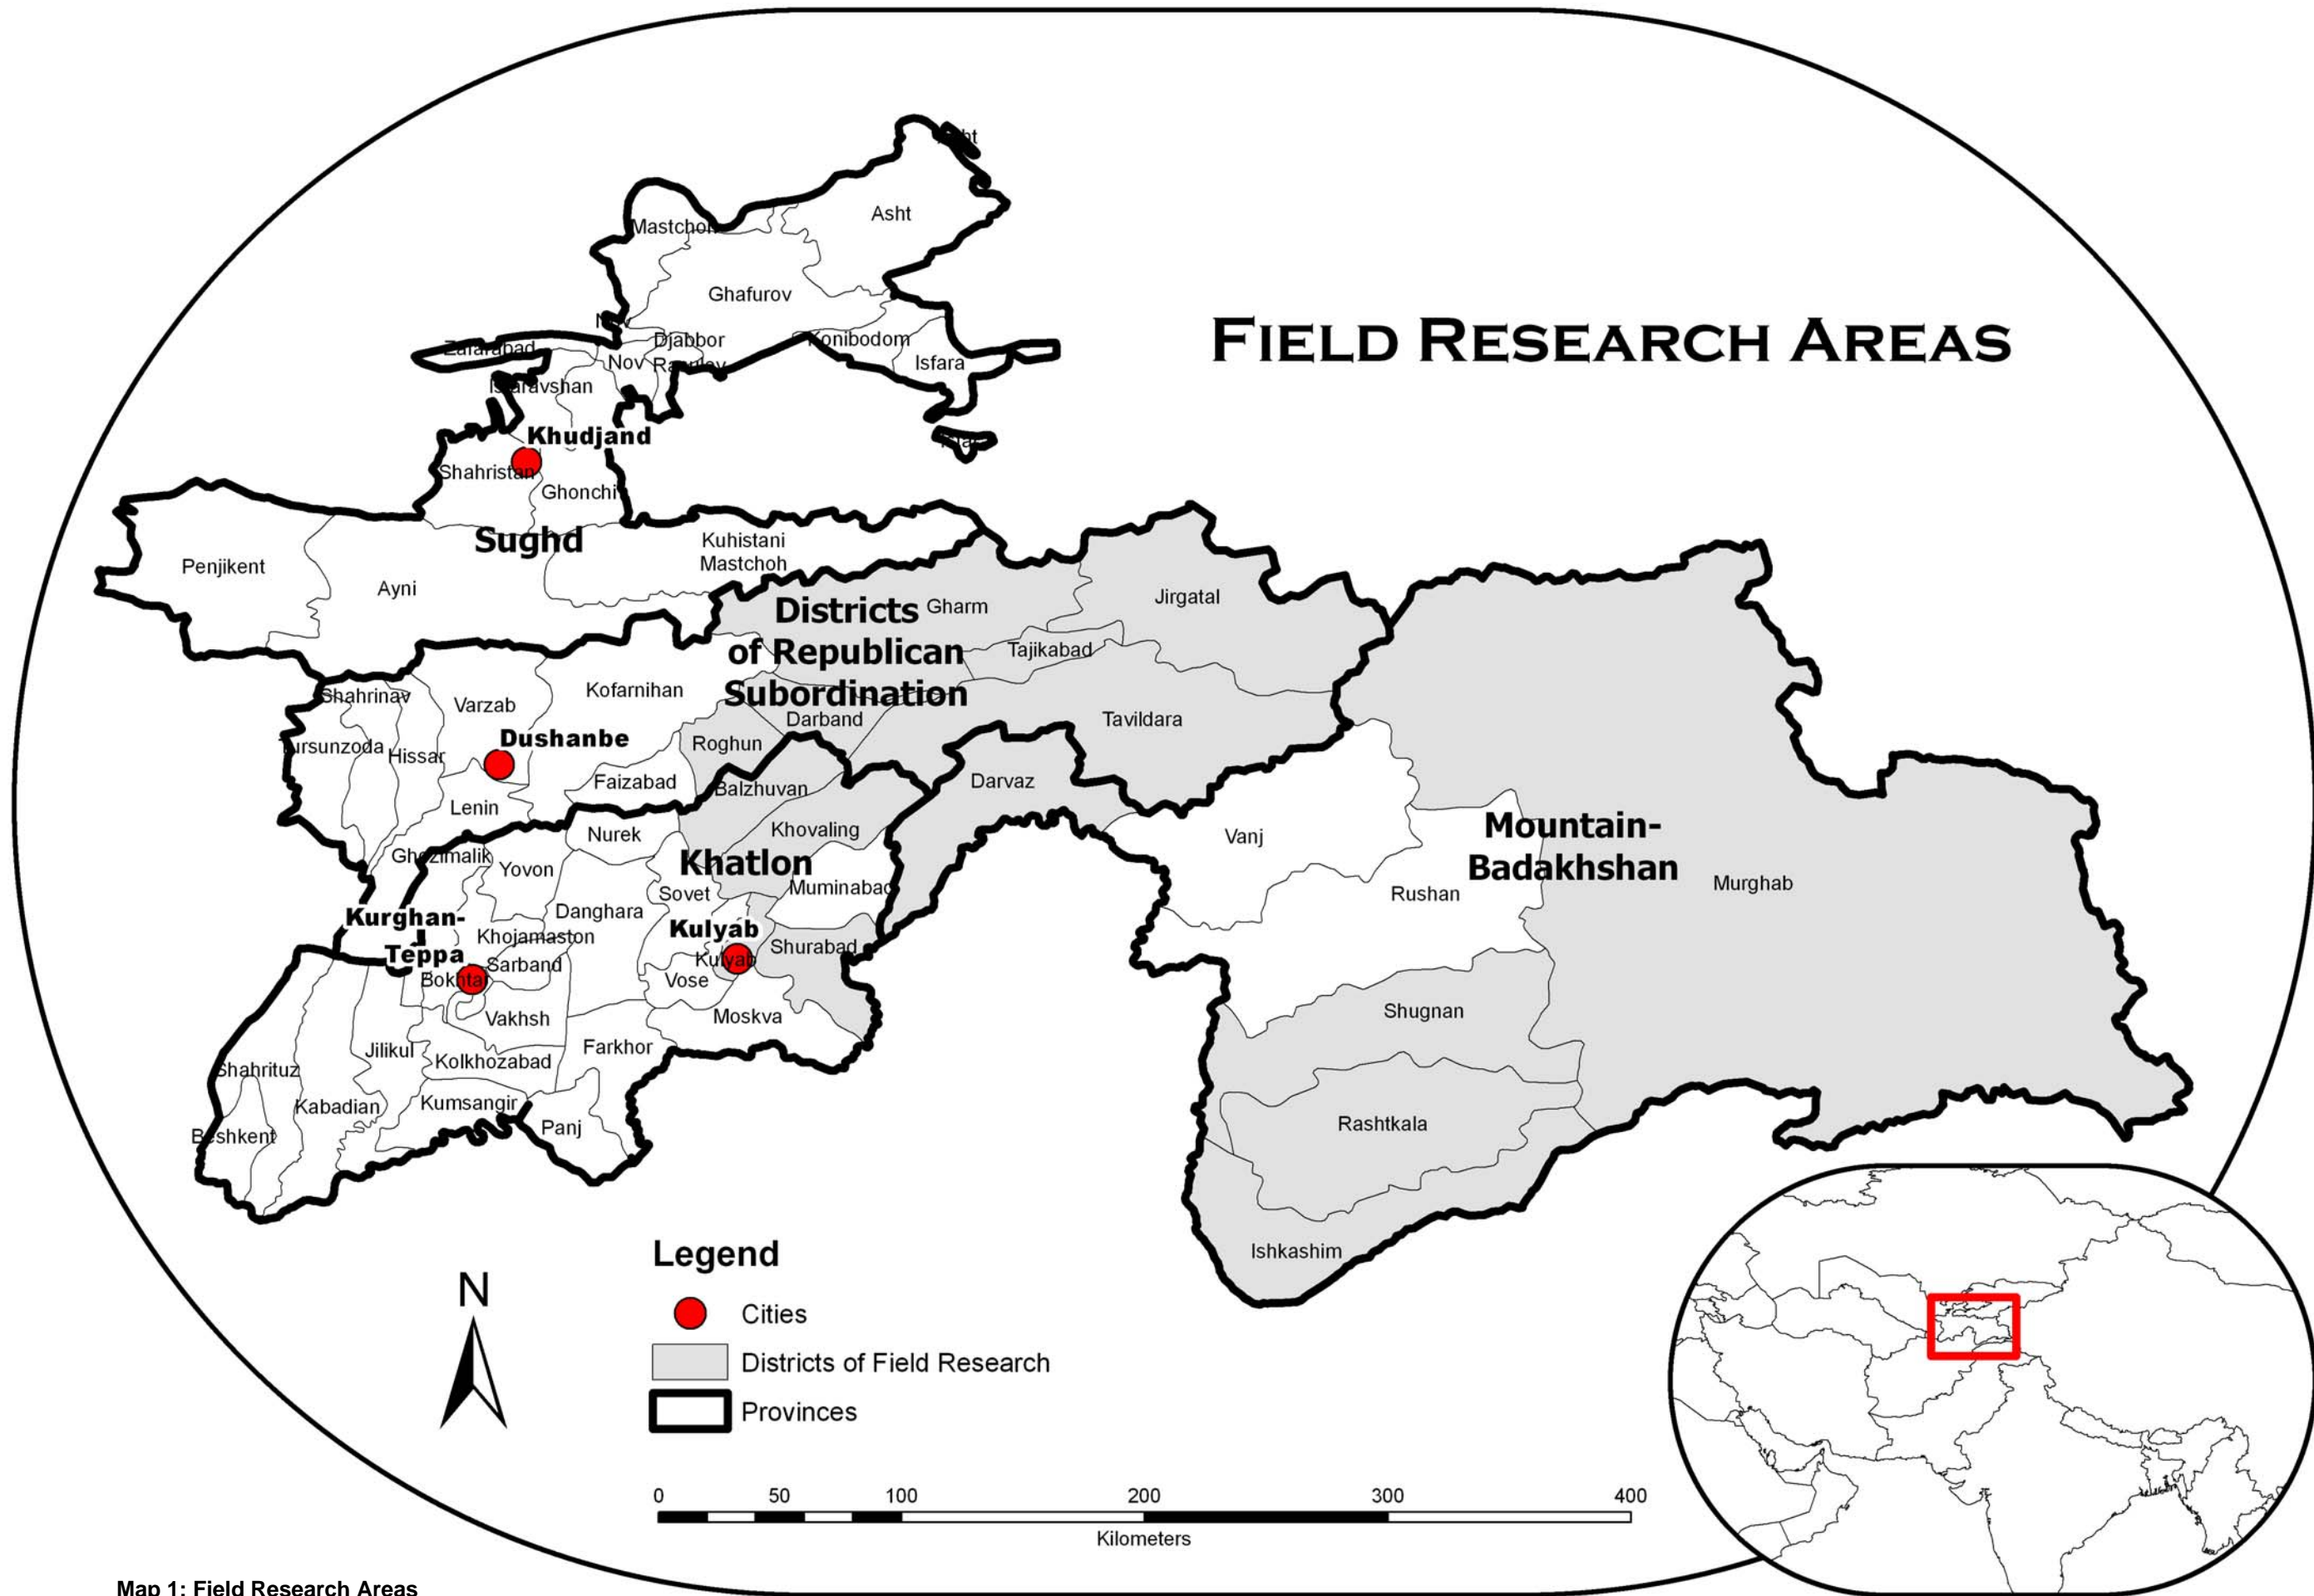 FIELD RESEARCH AREAS
Asht
Mastchoh
Ghafurov
Nov
Djabbor
Konibodom
Zafarabad
Nov
Rasulov
Isfara
Istaravshan
Khudjand
Shahristan
Ghonchi
Sughd
Kuhistani
Mastchoh
Penjikent
Ayni
Districts
of Republican
Subordination
Gharm
Jirgatal
Tajikabad
Shahrinav
Varzab
Kofarnihan
Darband
Tavildara
Tursunzoda
Hissar
Dushanbe
Roghun
Faizabad
Balzhuvan
Darvaz
Lenin
Nurek
Khovaling
Vanj
Mountain-
Badakhshan
Ghozimalik
Yovon
Khatlon
Sovet
Muminabad
Rushan
Murghab
Kurghan-
Teppa
Danghara
Khojamaston
Kulyab
Kulyab
Shurabad
Sarband
Bokhtar
Vose
Vakhsh
Moskva
Shugnan
Jilikul
Kolkhozabad
Farkhor
Shahrituz
Kabadian
Kumsangir
Panj
Beshkent
Rashtkala
Ishkashim
Legend
Cities
Districts of Field Research
Provinces
N
0 50 100 200 300 400
Kilometers
Map 1: Field Research Areas